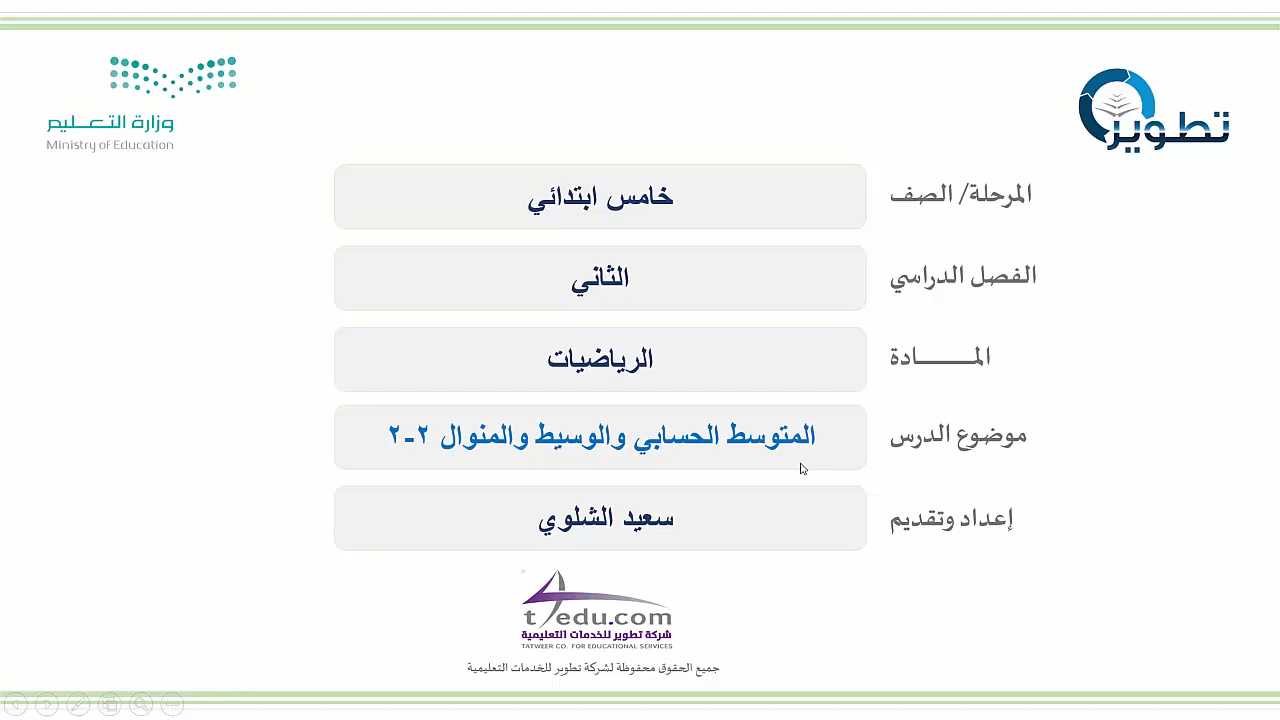 وزارة التعليم
Ministry of Education
تطوير
المرحلة/ الصف
خامس ابتدائي
الفصل الدراسي
الثاني
المـــــــادة
الرياضيات
موضوع الدرس
المتوسط الحسابي والوسيط والمنوال ٢-٢
إعداد وتقديم
سعيد الشلوي
t4edu.com
شركة تطوير للخدمات التعليمية
TATWEER CO. FOR EDUCATIONAL SERVICES
جميع الحقوق محفوظة لشركة تطوير للخدمات التعليمية